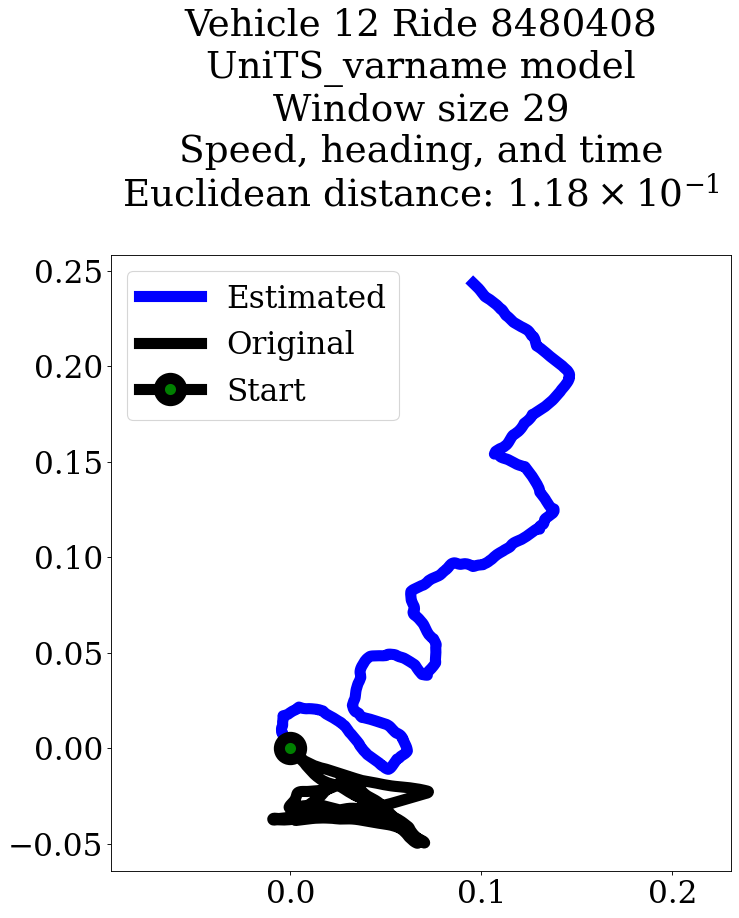 Vehicle 12 Ride 8480408
UniTS_varname model
Window size 29
Speed, heading, and time
Euclidean distance: 1.18 × 10⁻¹
0.25
0.20
0.15
0.10
0.05
0.00
−0.05
Estimated
Original
Start
0.0 0.1 0.2